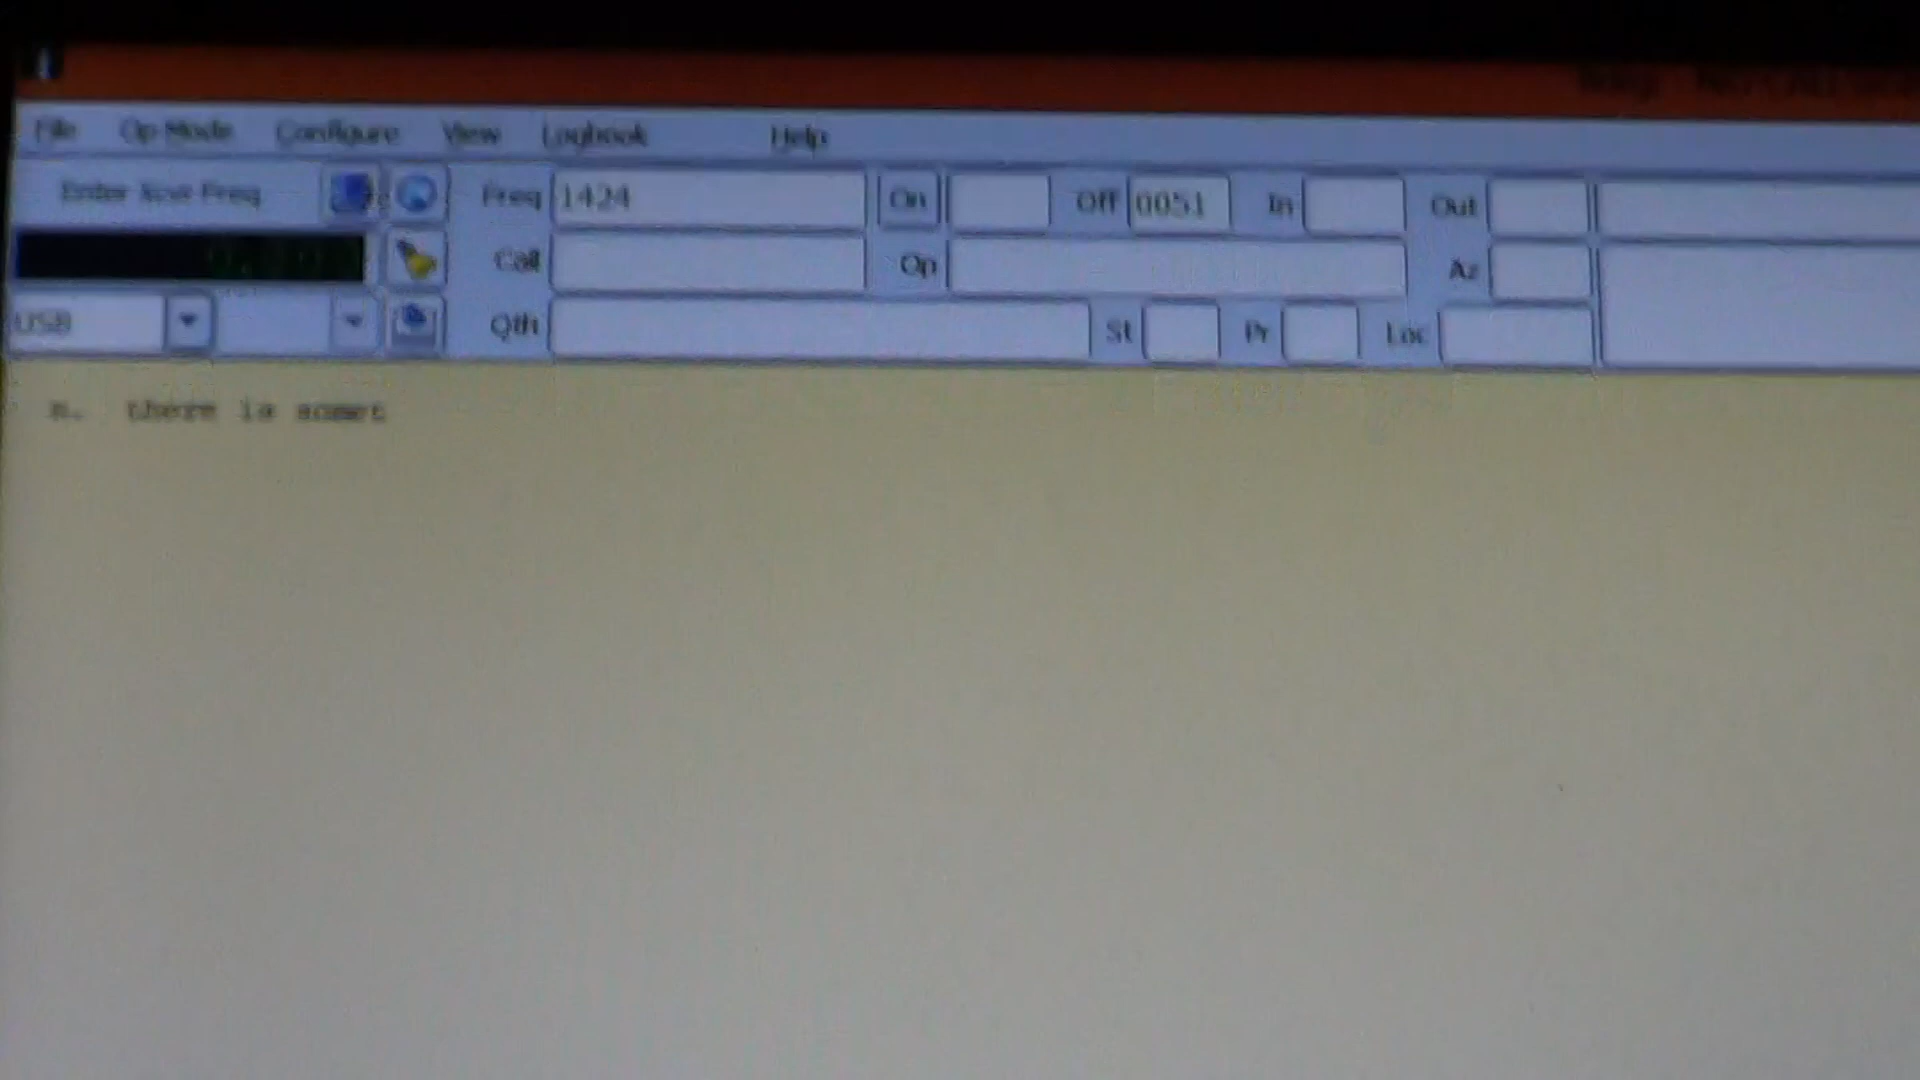 File Op Mode Configure View Logbook Help
Enter Xcvr Freq Freq 1424 On Off 0051 In Out
Call Op Az
USB Qth St Pr Loc
n. there is somet